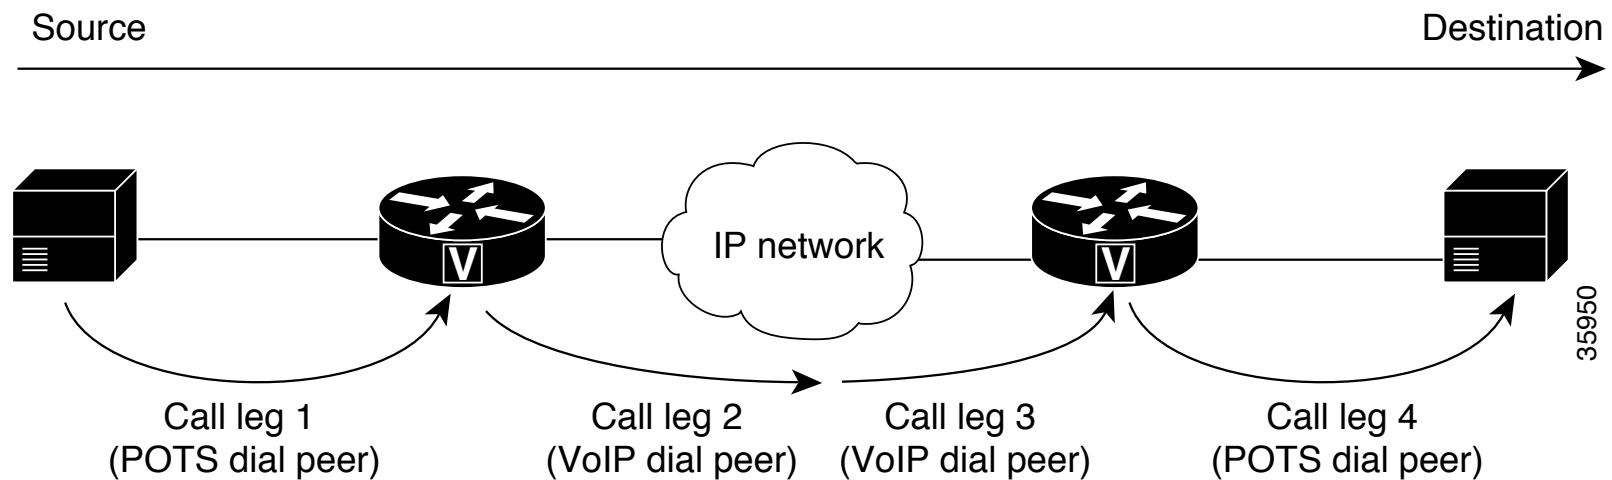 Source
Destination
IP network
V
V
35950
Call leg 1
(POTS dial peer)
Call leg 2
(VoIP dial peer)
Call leg 3
(VoIP dial peer)
Call leg 4
(POTS dial peer)